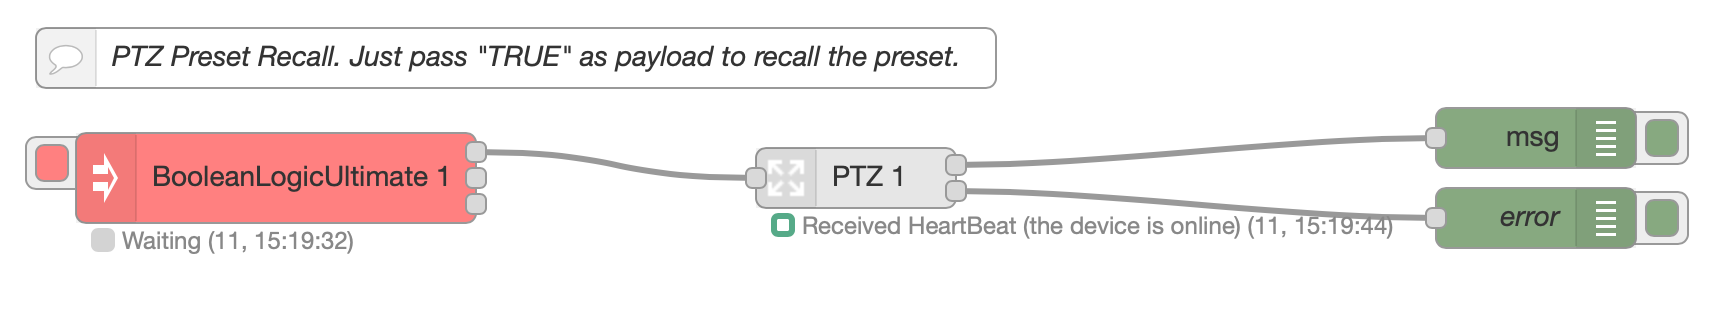 PTZ Preset Recall. Just pass "TRUE" as payload to recall the preset.
BooleanLogicUltimate 1
Waiting (11, 15:19:32)
PTZ 1
Received HeartBeat (the device is online) (11, 15:19:44)
msg
error